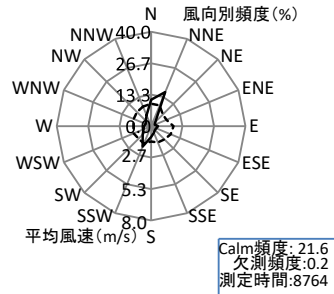 N 風向別頻度(%)
NNW 40.0 NNE
NW 26.7 NE
WNW 13.3 ENE
W 0.0 E
WSW 2.7 ESE
SW 5.3 SE
SSW 8.0 SSE
平均風速(m/s) S
Calm頻度: 21.6
欠測頻度:0.2
測定時間:8764